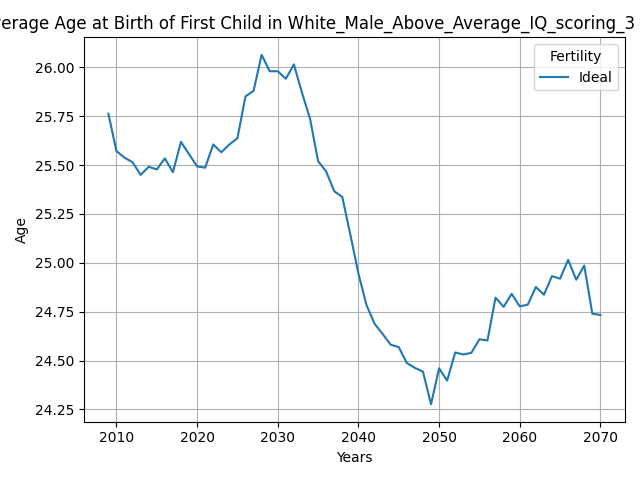 erage Age at Birth of First Child in White_Male_Above_Average_IQ_scoring_3
Fertility
Ideal
26.00
25.75
25.50
25.25
25.00
24.75
24.50
24.25
Age
2010 2020 2030 2040 2050 2060 2070
Years